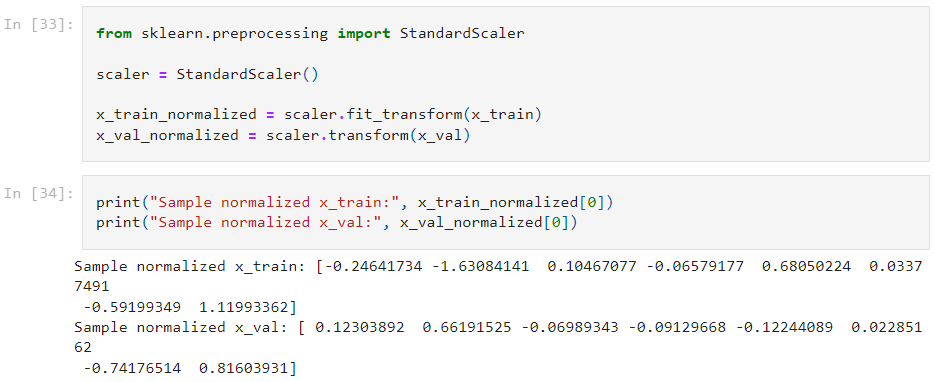 In [33]:
from sklearn.preprocessing import StandardScaler
scaler = StandardScaler()
x_train_normalized = scaler.fit_transform(x_train)
x_val_normalized = scaler.transform(x_val)
In [34]:
print("Sample normalized x_train:", x_train_normalized[0])
print("Sample normalized x_val:", x_val_normalized[0])
Sample normalized x_train: [-0.24641734 -1.63084141  0.10467077 -0.06579177  0.68050224  0.0337
7491
 -0.59199349  1.11993362]
Sample normalized x_val: [ 0.12303892  0.66191525 -0.06989343 -0.09129668 -0.12244089  0.022851
62
 -0.74176514  0.81603931]